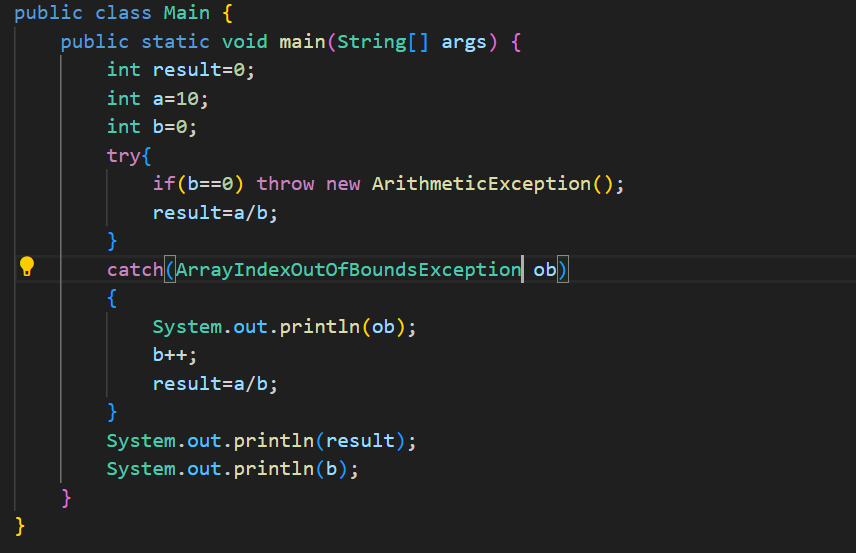 public class Main {
    public static void main(String[] args) {
        int result=0;
        int a=10;
        int b=0;
        try{
            if(b==0) throw new ArithmeticException();
            result=a/b;
        }
        catch(ArrayIndexOutOfBoundsException ob)
        {
            System.out.println(ob);
            b++;
            result=a/b;
        }
        System.out.println(result);
        System.out.println(b);
    }
}